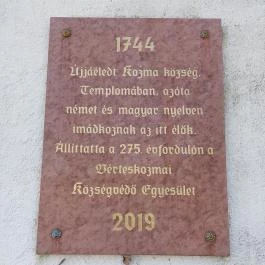 1744
Újjáéledt Kozma község.
Templomában, azóta
német és magyar nyelven
imádkoznak az itt élők.
Állíttatta a 275. évfordulón a
Vérteskozmai
Községvédő Egyesület
2019